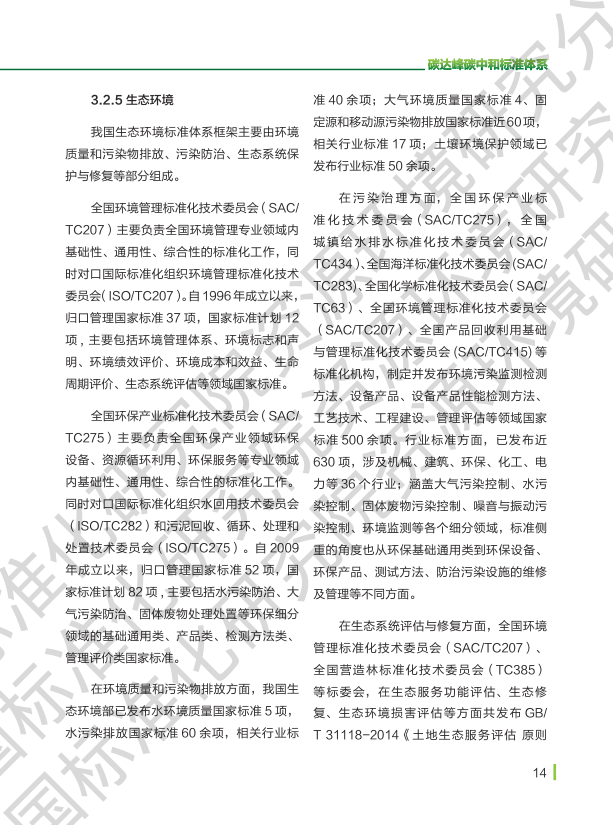 碳达峰碳中和标准体系
3.2.5 生态环境
我国生态环境标准体系框架主要由环境
质量和污染物排放、污染防治、生态系统保
护与修复等部分组成。
全国环境管理标准化技术委员会（SAC/
TC207）主要负责全国环境管理专业领域内
基础性、通用性、综合性的标准化工作，同
时对口国际标准化组织环境管理标准化技术
委员会（ISO/TC207）。自1996年成立以来，
归口管理国家标准 37 项，国家标准计划 12
项，主要包括环境管理体系、环境标志和声
明、环境绩效评价、环境成本和效益、生命
周期评价、生态系统评估等领域国家标准。
全国环保产业标准化技术委员会（SAC/
TC275）主要负责全国环保产业领域环保
设备、资源循环利用、环保服务等专业领域
内基础性、通用性、综合性的标准化工作。
同时对口国际标准化组织水回用技术委员会
（ISO/TC282）和污泥回收、循环、处理和
处置技术委员会（ISO/TC275）。自 2009
年成立以来，归口管理国家标准 52 项，国
家标准计划 82 项，主要包括水污染防治、大
气污染防治、固体废物处理处置等环保细分
领域的基础通用类、产品类、检测方法类、
管理评价类国家标准。
在环境质量和污染物排放方面，我国生
态环境部已发布水环境质量国家标准 5 项，
水污染排放国家标准 60 余项，相关行业标
准 40 余项；大气环境质量国家标准 4、固
定源和移动源污染物排放国家标准近60项，
相关行业标准 17 项；土壤环境保护领域已
发布行业标准 50 余项。
在污染治理方面，全国环保产业标
准化技术委员会（SAC/TC275），全国
城镇给水排水标准化技术委员会（SAC/
TC434）、全国海洋标准化技术委员会(SAC/
TC283)、全国化学标准化技术委员会（SAC/
TC63）、全国环境管理标准化技术委员会
（SAC/TC207）、全国产品回收利用基础
与管理标准化技术委员会 (SAC/TC415) 等
标准化机构，制定并发布环境污染监测检测
方法、设备产品、设备产品性能检测方法、
工艺技术、工程建设、管理评估等领域国家
标准 500 余项。行业标准方面，已发布近
630 项，涉及机械、建筑、环保、化工、电
力等 36 个行业；涵盖大气污染控制、水污
染控制、固体废物污染控制、噪音与振动污
染控制、环境监测等各个细分领域，标准侧
重的角度也从环保基础通用类到环保设备、
环保产品、测试方法、防治污染设施的维修
及管理等不同方面。
在生态系统评估与修复方面，全国环境
管理标准化技术委员会（SAC/TC207）、
全国营造林标准化技术委员会（TC385）
等标委会，在生态服务功能评估、生态修
复、生态环境损害评估等方面共发布 GB/
T 31118-2014《土地生态服务评估 原则
14